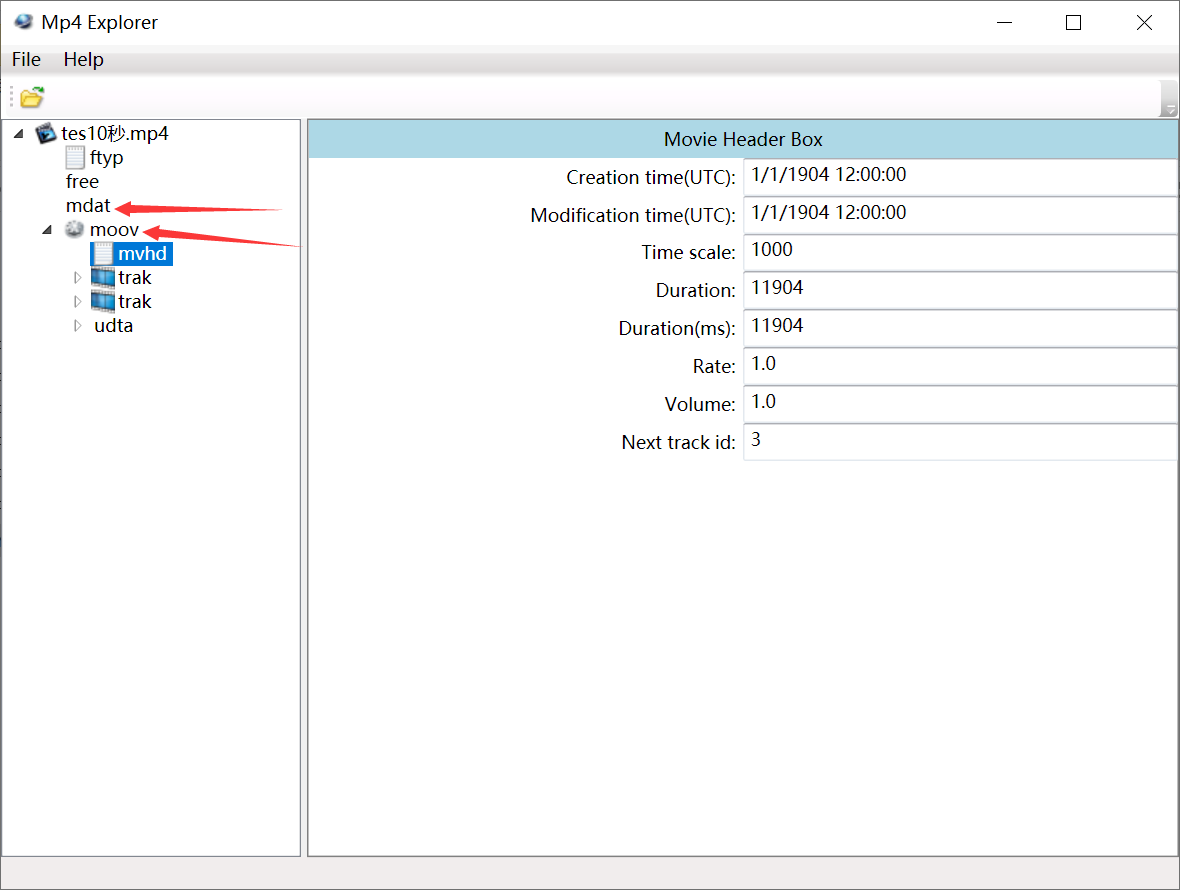 Mp4 Explorer
File Help
tes10秒.mp4
ftyp
free
mdat
moov
mvhd
trak
trak
udta
Movie Header Box
Creation time(UTC): 1/1/1904 12:00:00
Modification time(UTC): 1/1/1904 12:00:00
Time scale: 1000
Duration: 11904
Duration(ms): 11904
Rate: 1.0
Volume: 1.0
Next track id: 3